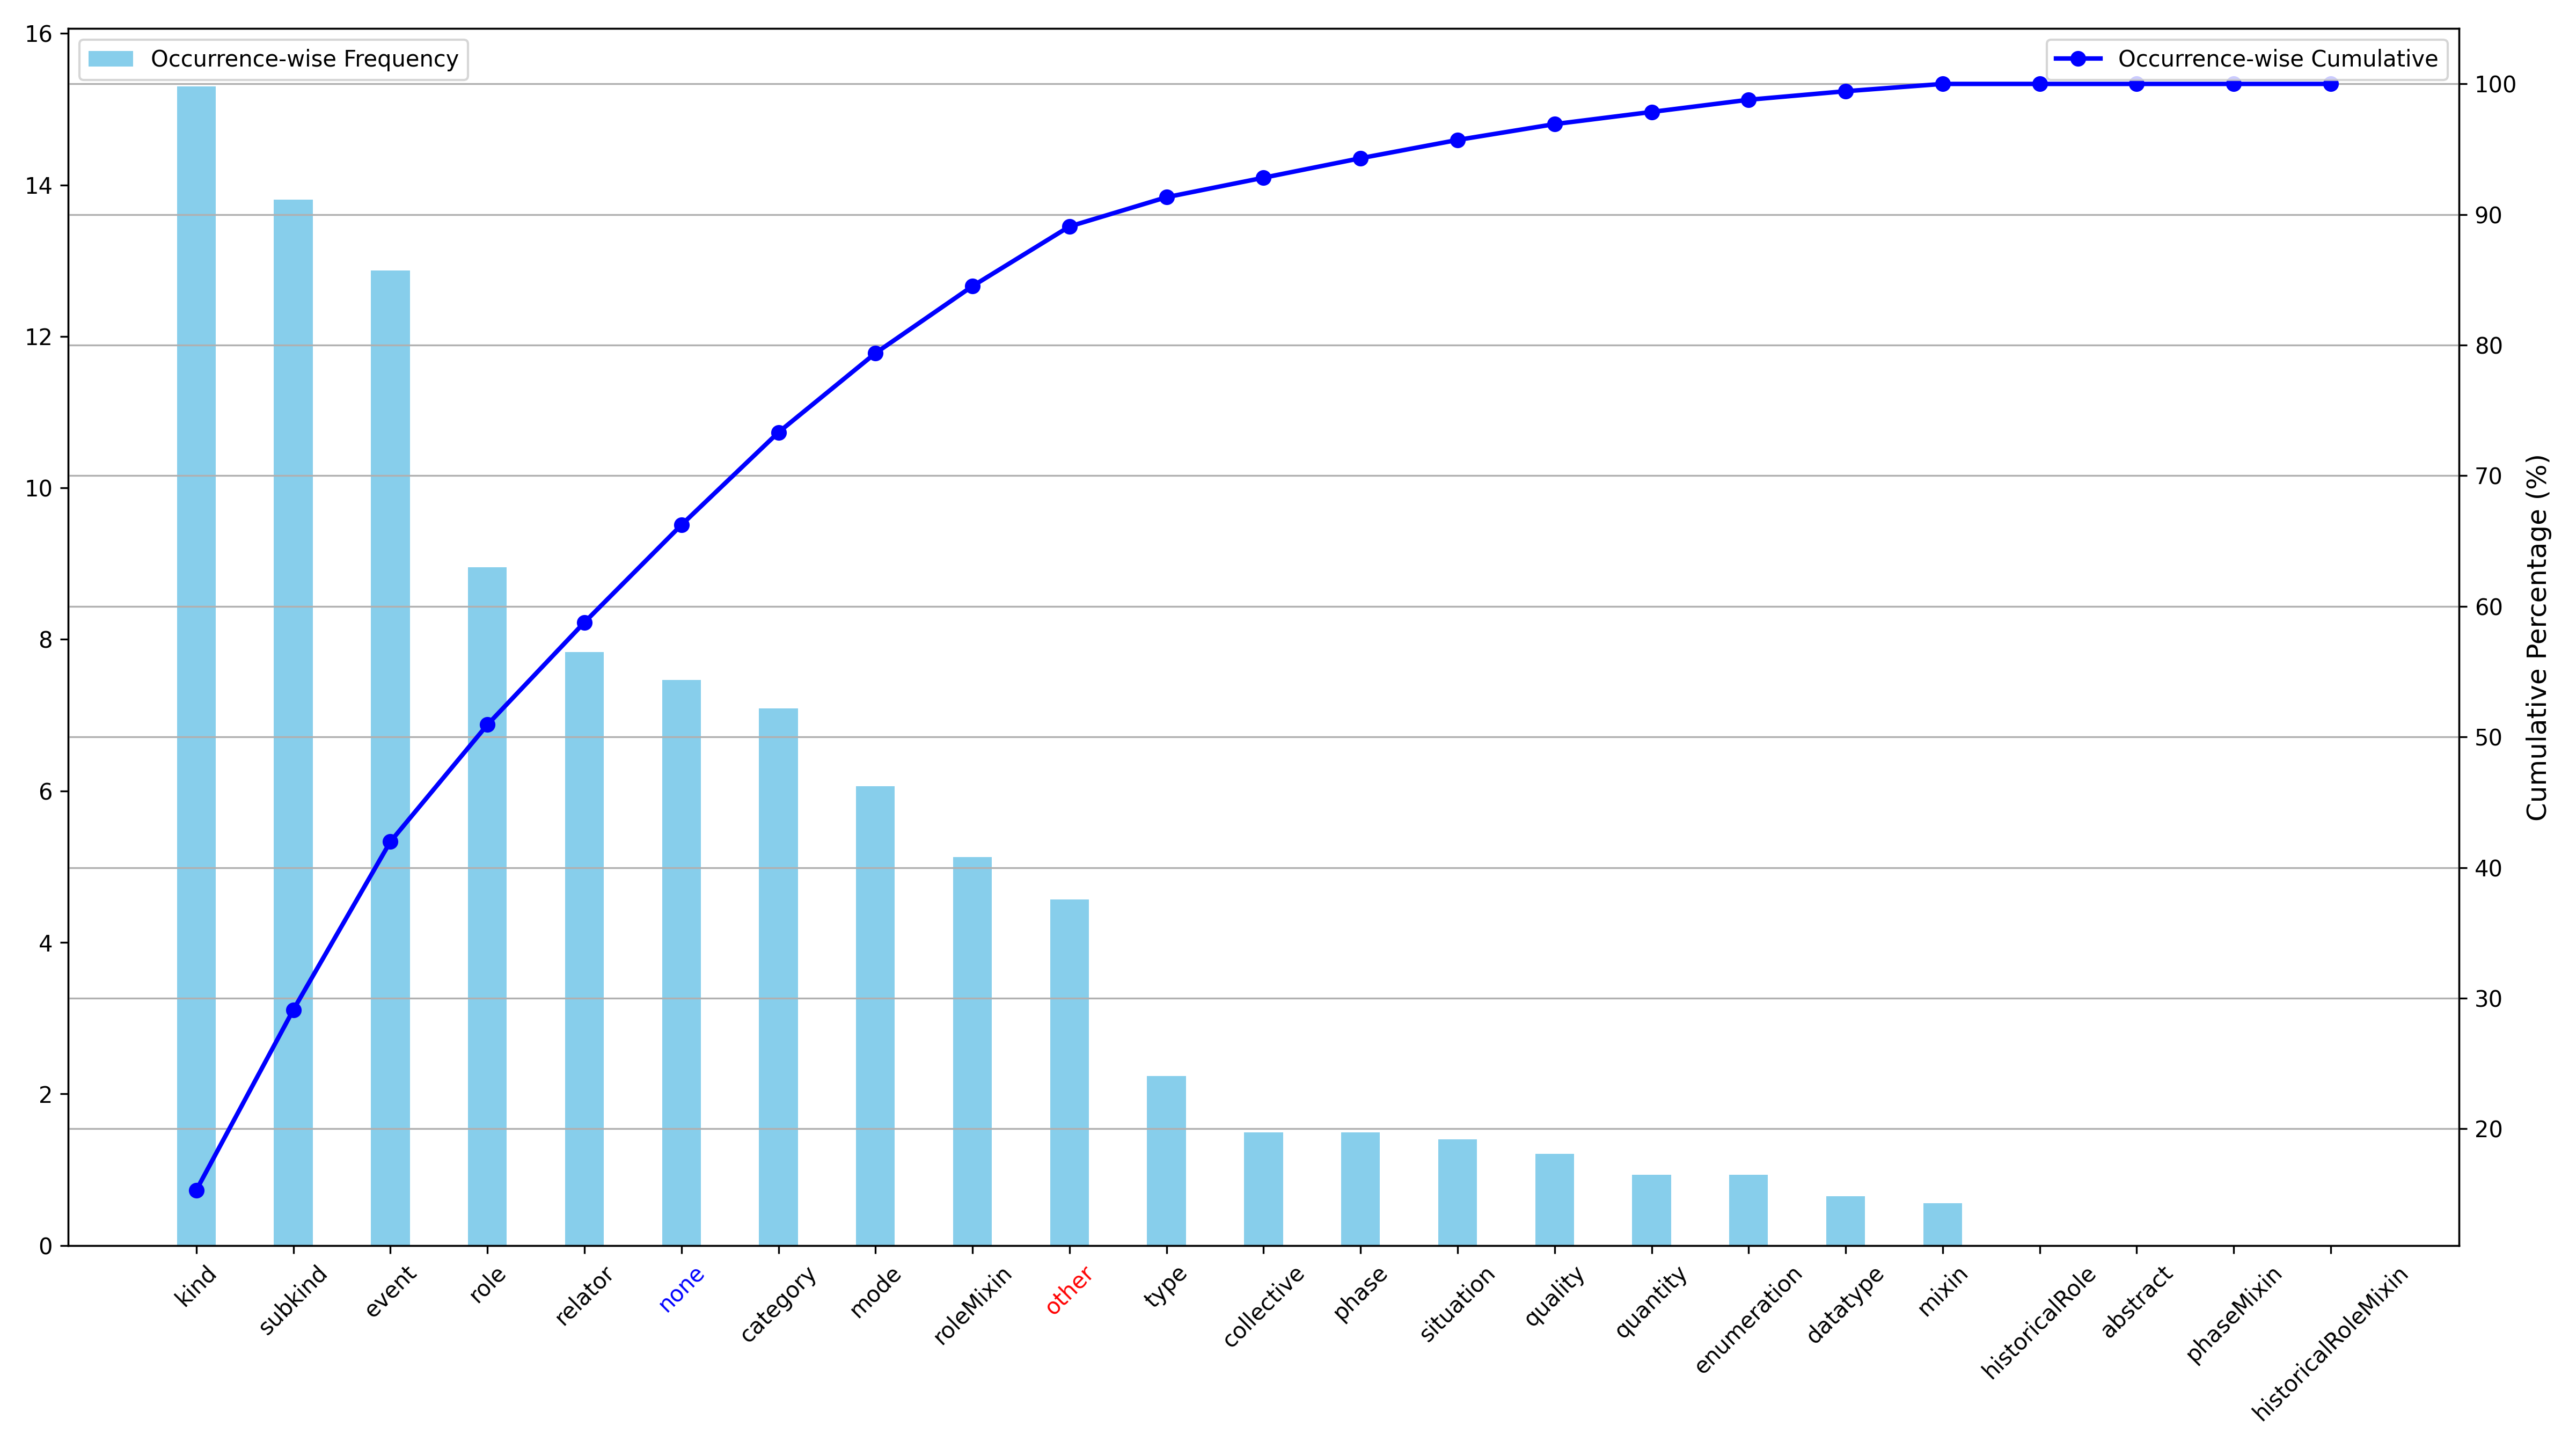 Occurrence-wise Frequency
Occurrence-wise Cumulative
16
14
12
10
8
6
4
2
0
100
90
80
70
60
50
40
30
20
Cumulative Percentage (%)
kind
subkind
event
role
relator
none
category
mode
roleMixin
other
type
collective
phase
situation
quality
quantity
enumeration
datatype
mixin
historicalRole
abstract
phaseMixin
historicalRoleMixin